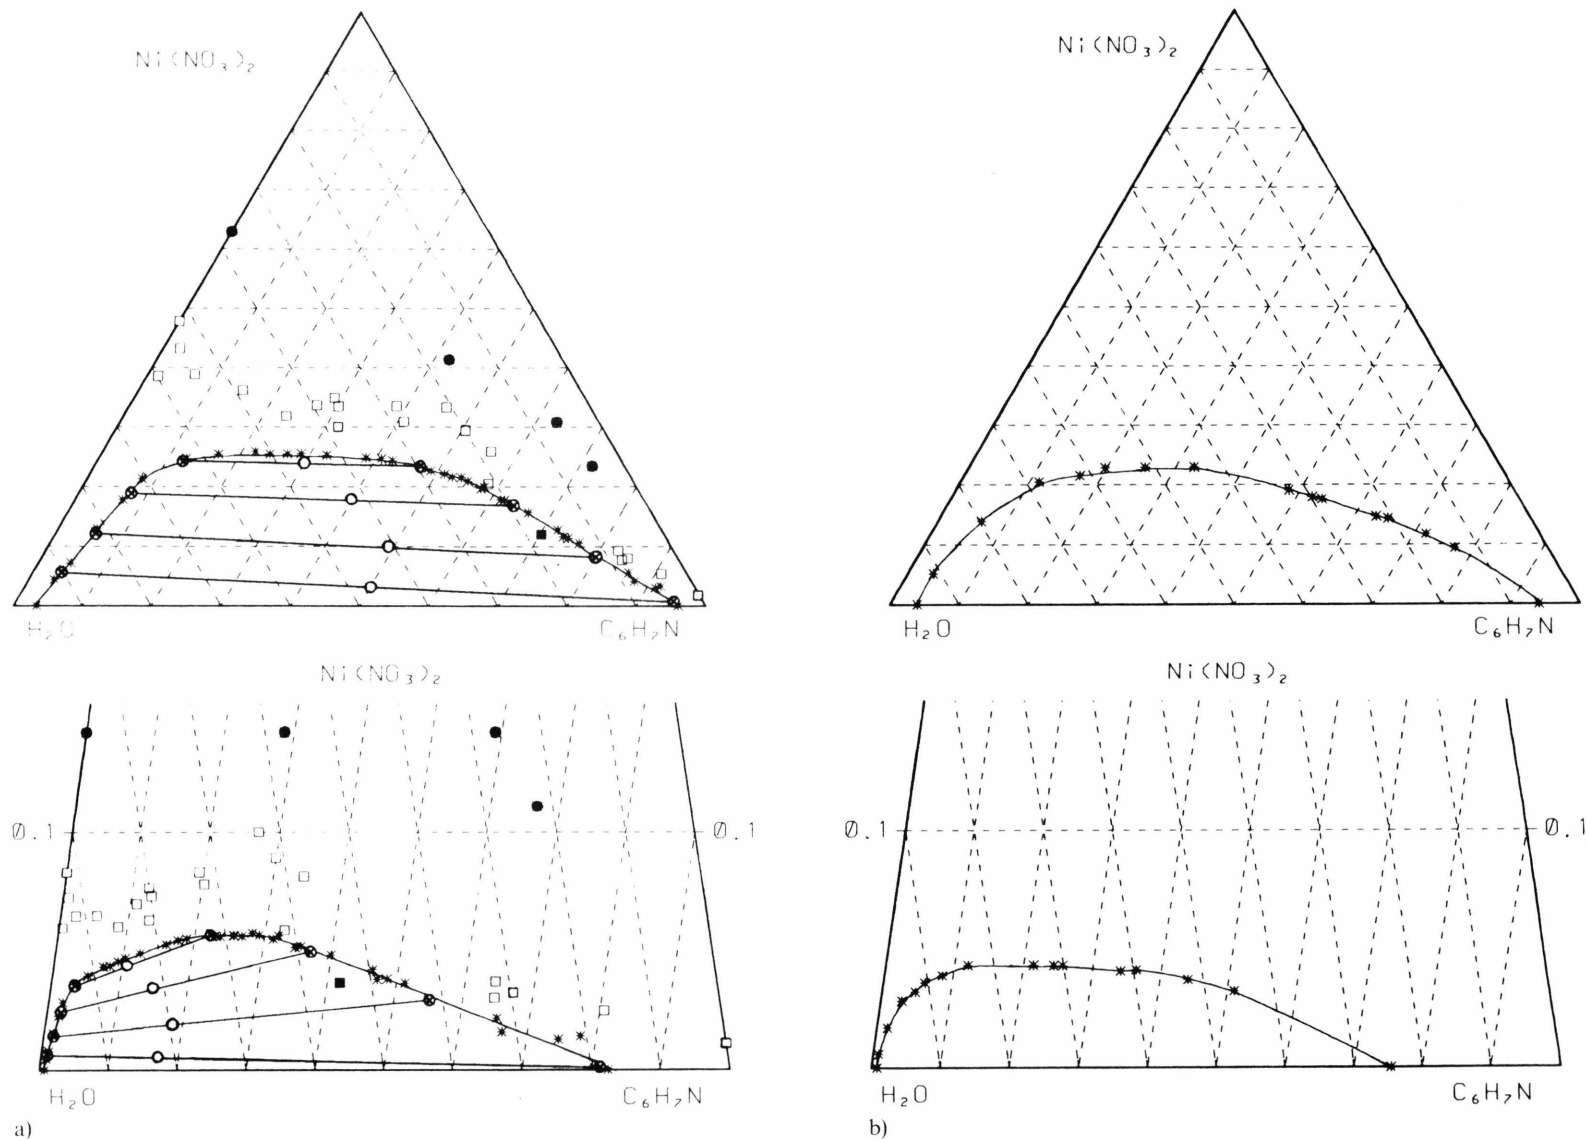 Ni(NO₃)₂
Ni(NO₃)₂
H₂O
C₆H₇N
H₂O
C₆H₇N
Ni(NO₃)₂
Ni(NO₃)₂
0.1
0.1
0.1
0.1
H₂O
C₆H₇N
H₂O
C₆H₇N
a)
b)